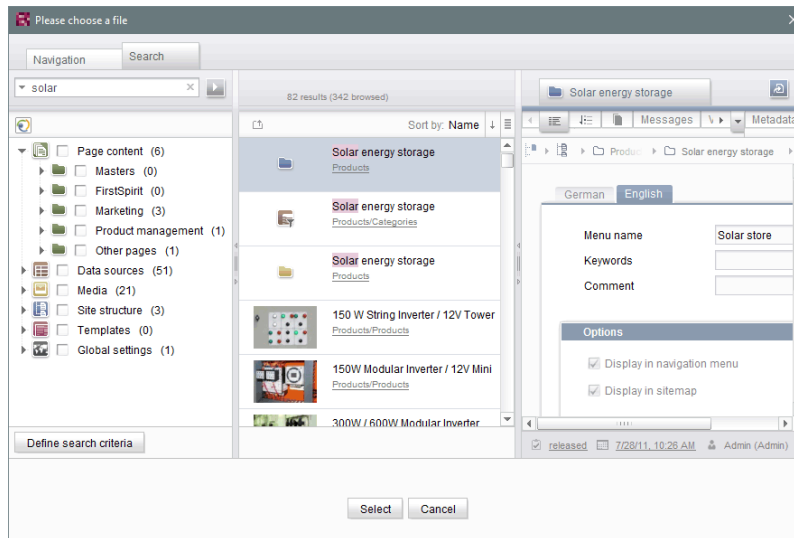 Please choose a file
Navigation
Search
solar
Page content (6)
Masters (0)
FirstSpirit (0)
Marketing (3)
Product management (1)
Other pages (1)
Data sources (51)
Media (21)
Site structure (3)
Templates (0)
Global settings (1)
Define search criteria
82 results (342 browsed)
Sort by: Name
Solar energy storage
Products
Solar energy storage
Products/Categories
Solar energy storage
Products
150 W String Inverter / 12V Tower
Products/Products
150W Modular Inverter / 12V Mini
Products/Products
300W / 600W Modular Inverter
Solar energy storage
Messages
Metadata
Solar energy storage
German
English
Menu name Solar store
Keywords
Comment
Options
Display in navigation menu
Display in sitemap
released 7/28/11, 10:26 AM Admin (Admin)
Select
Cancel